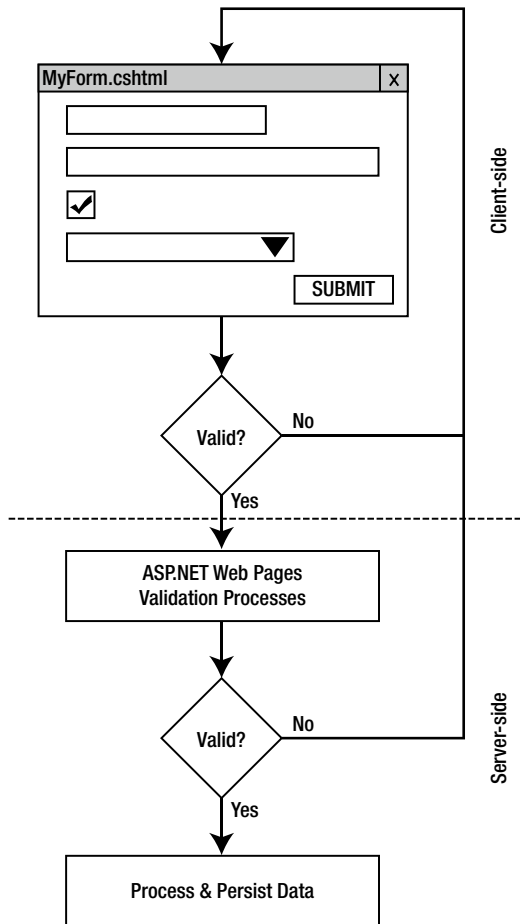 MyForm.cshtml
x
SUBMIT
Client-side
Valid?
No
Yes
ASP.NET Web Pages
Validation Processes
Valid?
No
Server-side
Yes
Process & Persist Data